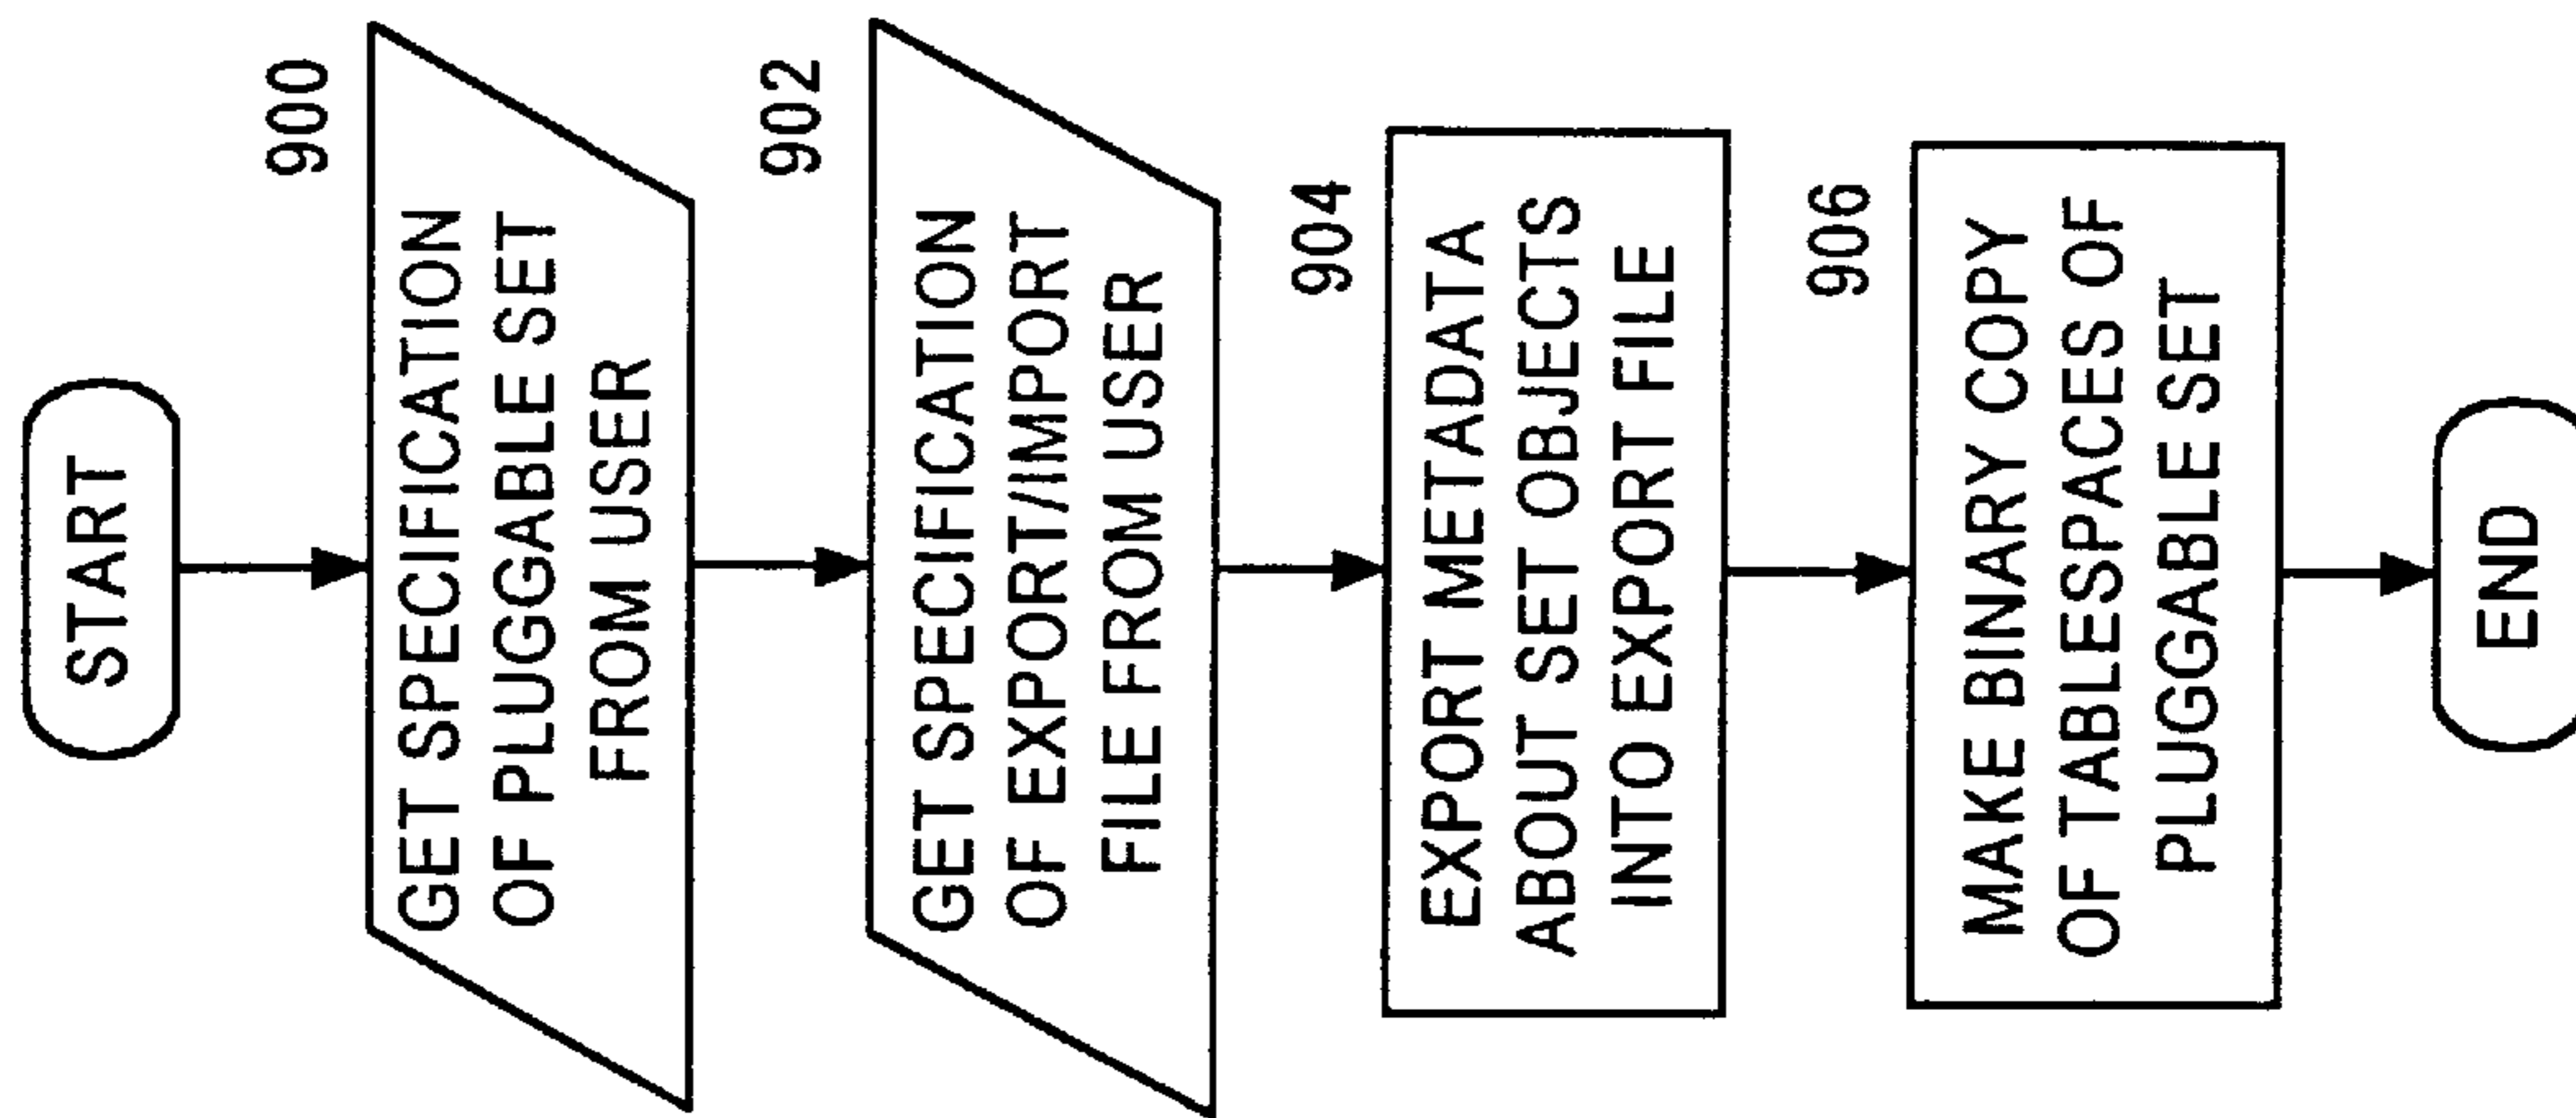 START
900
GET SPECIFICATION
OF PLUGGABLE SET
FROM USER
902
GET SPECIFICATION
OF EXPORT/IMPORT
FILE FROM USER
904
EXPORT METADATA
ABOUT SET OBJECTS
INTO EXPORT FILE
906
MAKE BINARY COPY
OF TABLESPACES OF
PLUGGABLE SET
END